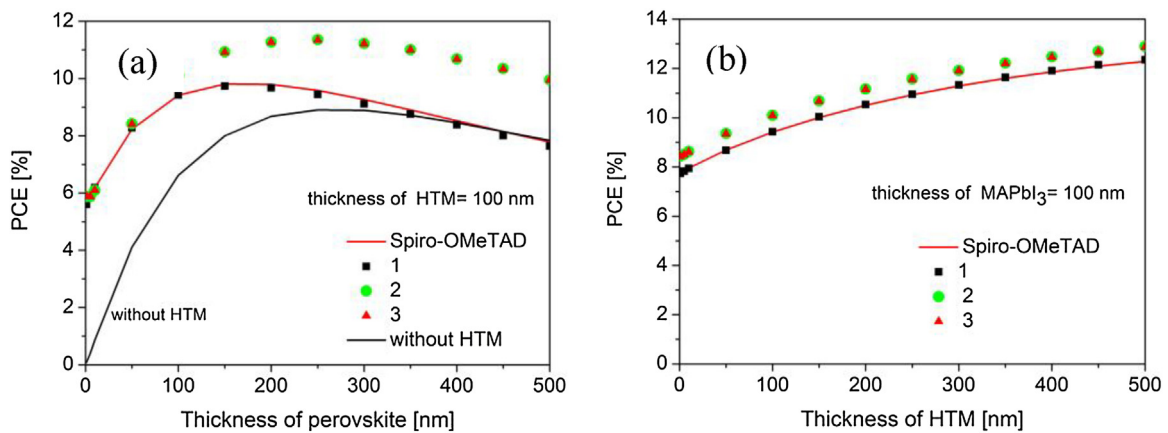 (a)
PCE [%]
12
10
8
6
4
2
0
thickness of HTM= 100 nm
Spiro-OMeTAD
1
2
3
without HTM
without HTM
0 100 200 300 400 500
Thickness of perovskite [nm]
(b)
PCE [%]
14
12
10
8
6
4
2
0
thickness of MAPbI3= 100 nm
Spiro-OMeTAD
1
2
3
0 100 200 300 400 500
Thickness of HTM [nm]